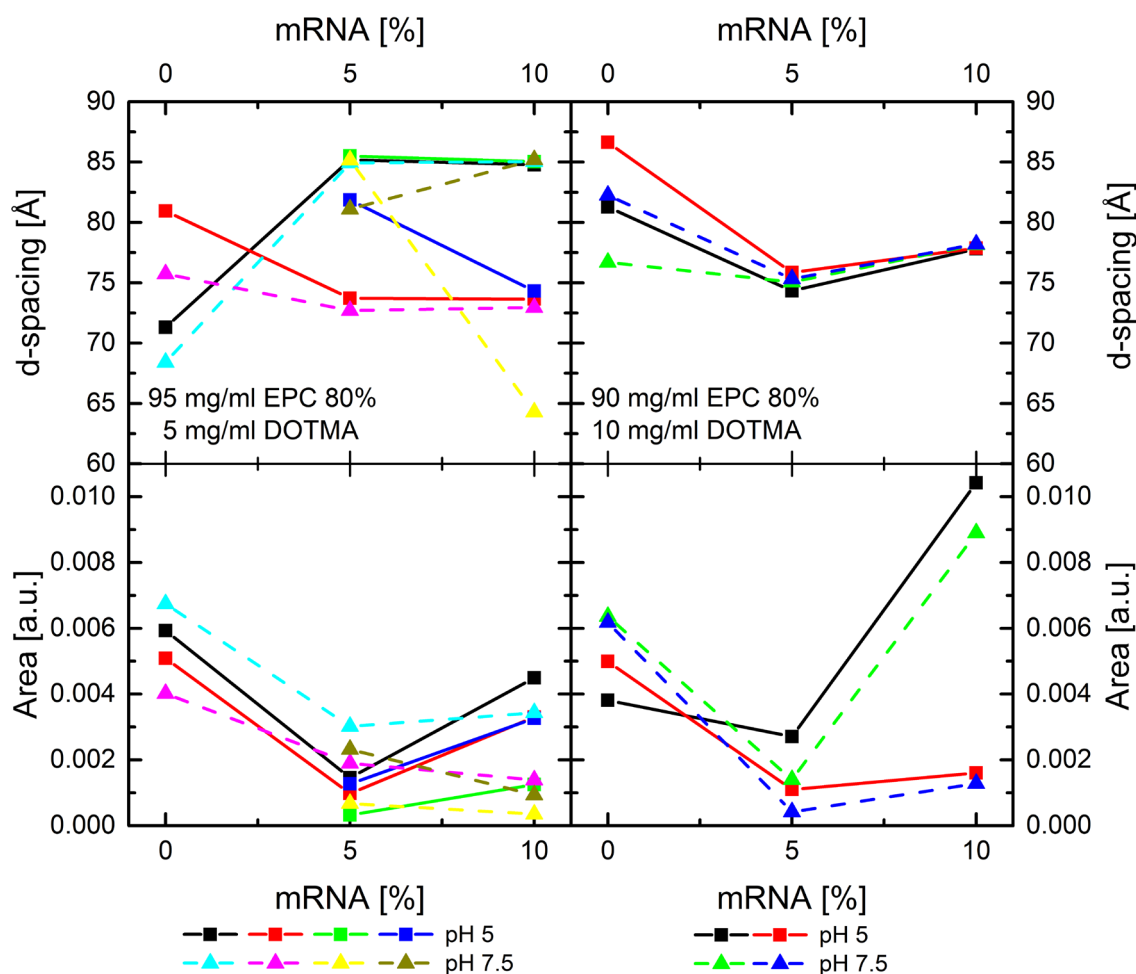 mRNA [%] mRNA [%]
0 5 10 0 5 10
90 90
85 85
80 80
75 75
70 70
65 65
60 60
d-spacing [Å] d-spacing [Å]
95 mg/ml EPC 80% 90 mg/ml EPC 80%
5 mg/ml DOTMA 10 mg/ml DOTMA
0.010 0.010
0.008 0.008
0.006 0.006
0.004 0.004
0.002 0.002
0.000 0.000
Area [a.u.] Area [a.u.]
0 5 10 0 5 10
mRNA [%] mRNA [%]
pH 5 pH 5
pH 7.5 pH 7.5